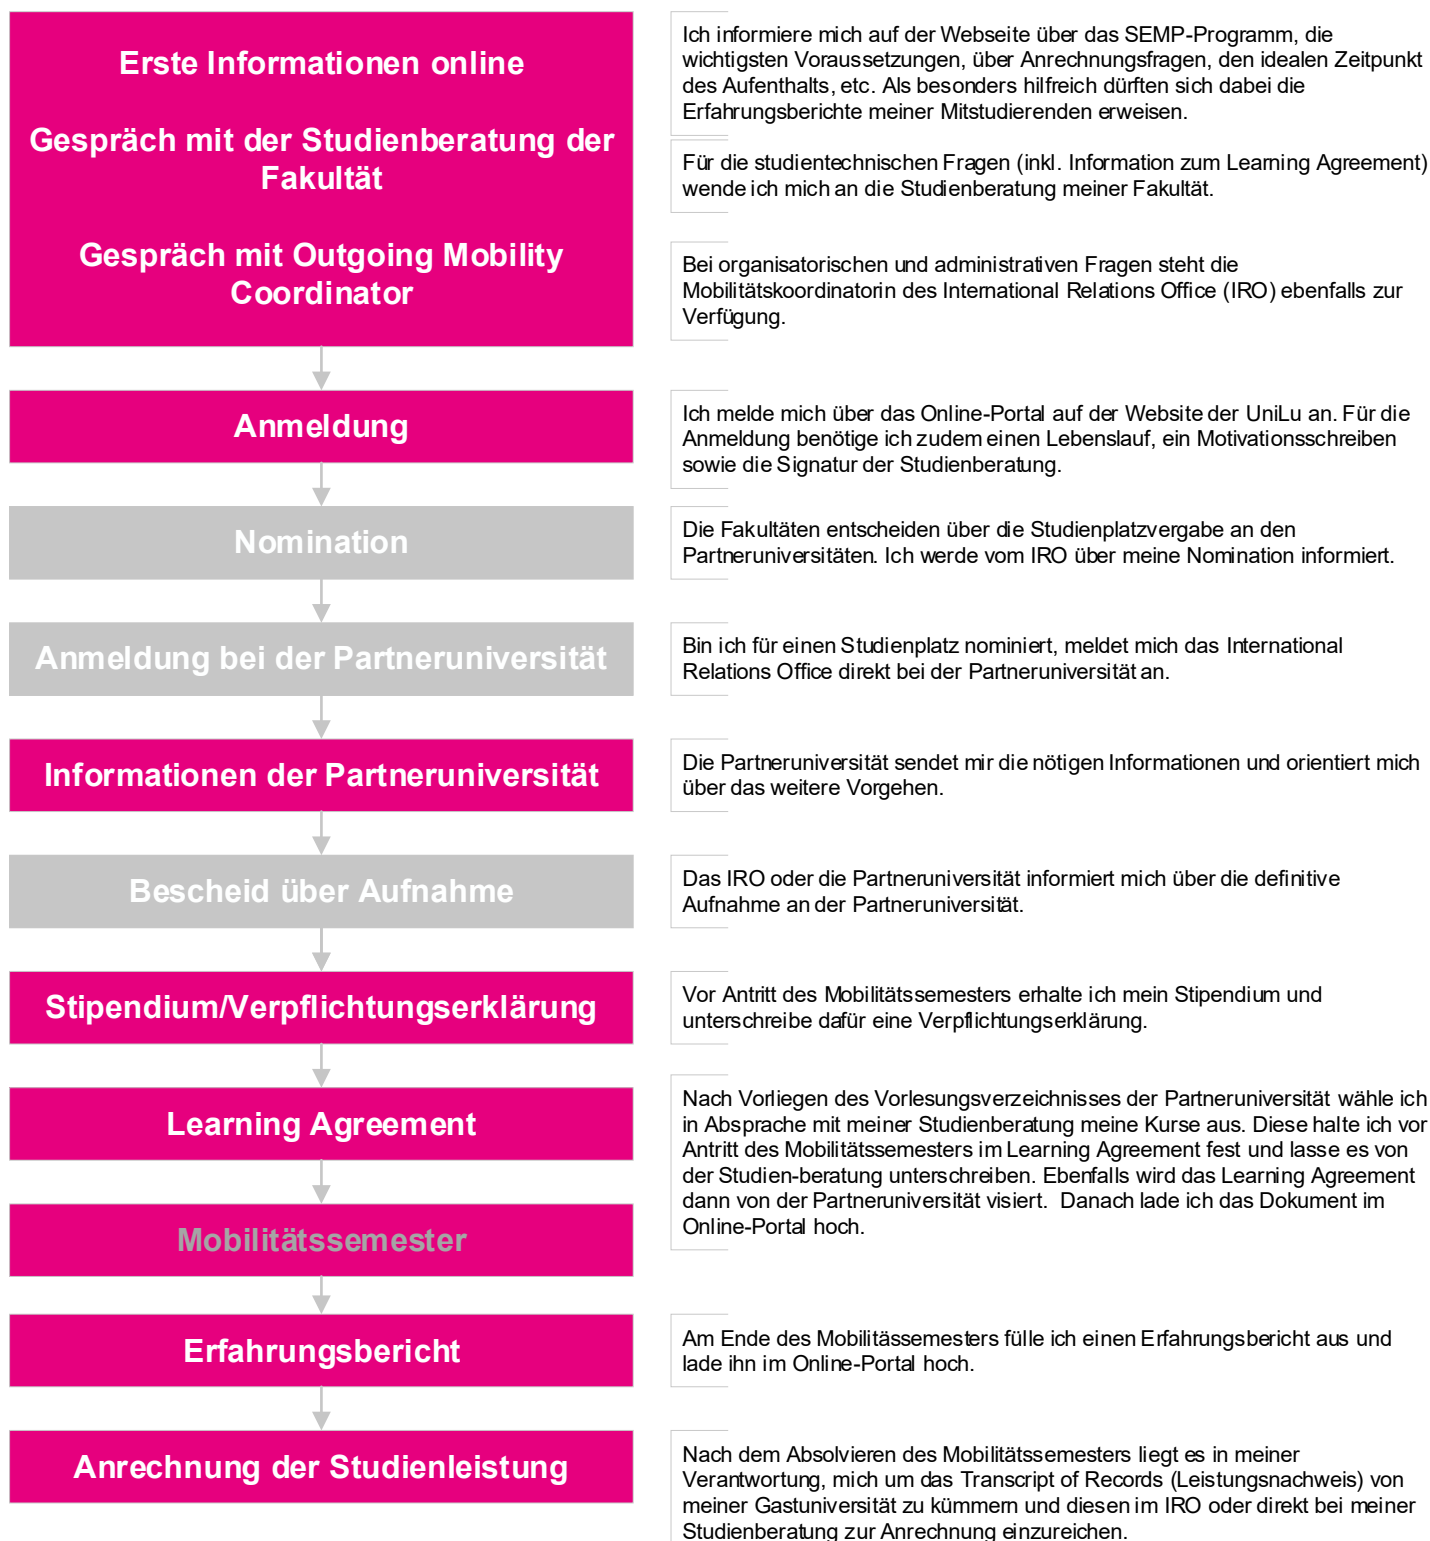 Erste Informationen online
Gespräch mit der Studienberatung der
Fakultät
Gespräch mit Outgoing Mobility
Coordinator
Ich informiere mich auf der Webseite über das SEMP-Programm, die
wichtigsten Voraussetzungen, über Anrechnungsfragen, den idealen Zeitpunkt
des Aufenthalts, etc. Als besonders hilfreich dürften sich dabei die
Erfahrungsberichte meiner Mitstudierenden erweisen.
Für die studientechnischen Fragen (inkl. Information zum Learning Agreement)
wende ich mich an die Studienberatung meiner Fakultät.
Bei organisatorischen und administrativen Fragen steht die
Mobilitätskoordinatorin des International Relations Office (IRO) ebenfalls zur
Verfügung.
Anmeldung
Ich melde mich über das Online-Portal auf der Website der UniLu an. Für die
Anmeldung benötige ich zudem einen Lebenslauf, ein Motivationsschreiben
sowie die Signatur der Studienberatung.
Nomination
Die Fakultäten entscheiden über die Studienplatzvergabe an den
Partneruniversitäten. Ich werde vom IRO über meine Nomination informiert.
Anmeldung bei der Partneruniversität
Bin ich für einen Studienplatz nominiert, meldet mich das International
Relations Office direkt bei der Partneruniversität an.
Informationen der Partneruniversität
Die Partneruniversität sendet mir die nötigen Informationen und orientiert mich
über das weitere Vorgehen.
Bescheid über Aufnahme
Das IRO oder die Partneruniversität informiert mich über die definitive
Aufnahme an der Partneruniversität.
Stipendium/Verpflichtungserklärung
Vor Antritt des Mobilitätssemesters erhalte ich mein Stipendium und
unterschreibe dafür eine Verpflichtungserklärung.
Learning Agreement
Nach Vorliegen des Vorlesungsverzeichnisses der Partneruniversität wähle ich
in Absprache mit meiner Studienberatung meine Kurse aus. Diese halte ich vor
Antritt des Mobilitätssemesters im Learning Agreement fest und lasse es von
der Studien-beratung unterschreiben. Ebenfalls wird das Learning Agreement
dann von der Partneruniversität visiert.  Danach lade ich das Dokument im
Online-Portal hoch.
Mobilitätssemester
Erfahrungsbericht
Am Ende des Mobilitässemesters fülle ich einen Erfahrungsbericht aus und
lade ihn im Online-Portal hoch.
Anrechnung der Studienleistung
Nach dem Absolvieren des Mobilitätssemesters liegt es in meiner
Verantwortung, mich um das Transcript of Records (Leistungsnachweis) von
meiner Gastuniversität zu kümmern und diesen im IRO oder direkt bei meiner
Studienberatung zur Anrechnung einzureichen.